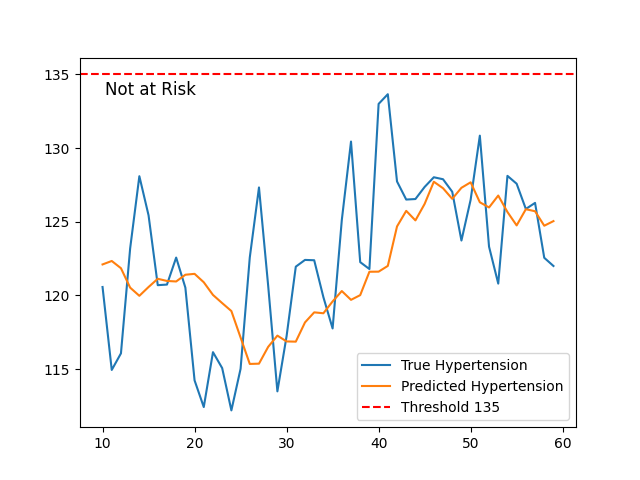 135
Not at Risk
130
125
120
115
True Hypertension
Predicted Hypertension
Threshold 135
10 20 30 40 50 60